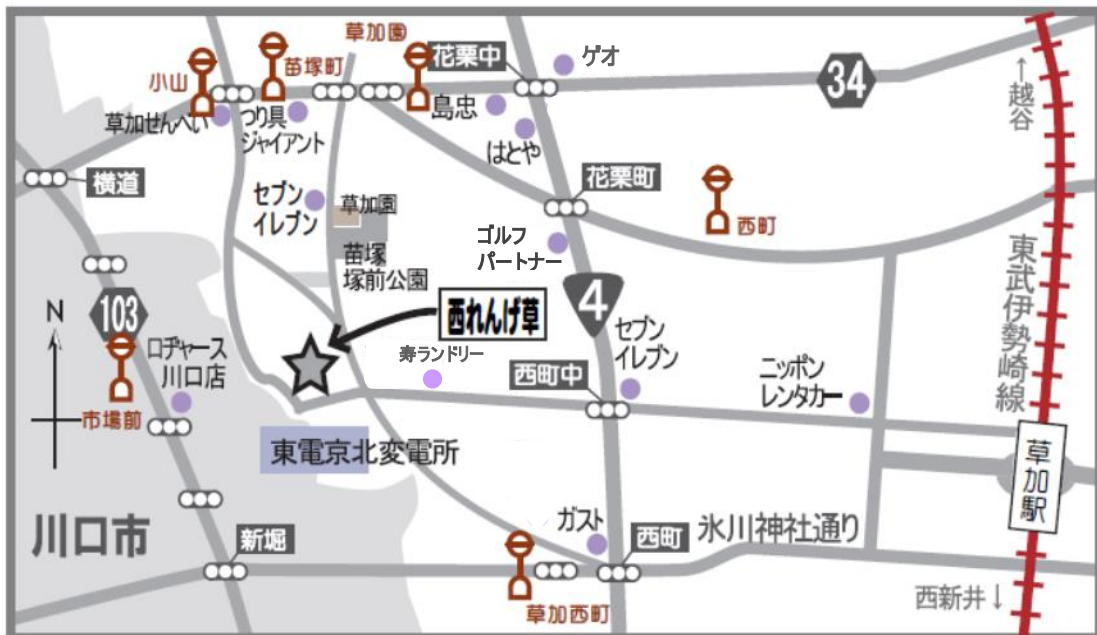 草加園
花栗中
ゲオ
小山
苗塚町
34
↑越谷
島忠
草加せんべい
つり具
ジャイアント
はとや
横道
花栗町
セブン
イレブン
草加園
西町
苗塚
塚前公園
ゴルフ
パートナー
東武伊勢崎線
N
103
4
西れんげ草
ロヂャース
川口店
寿ランドリー
セブン
イレブン
西町中
ニッポン
レンタカー
市場前
東電京北変電所
草加駅
川口市
新堀
ガスト
西町
氷川神社通り
草加西町
西新井↓